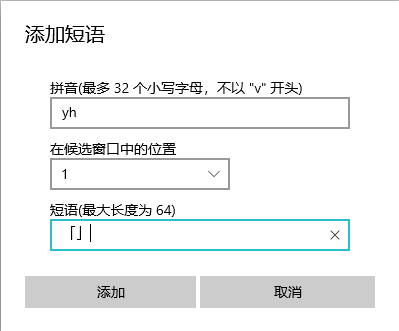 添加短语
拼音(最多 32 个小写字母，不以 "v" 开头)
yh
在候选窗口中的位置
1
短语(最大长度为 64)
「」
添加
取消